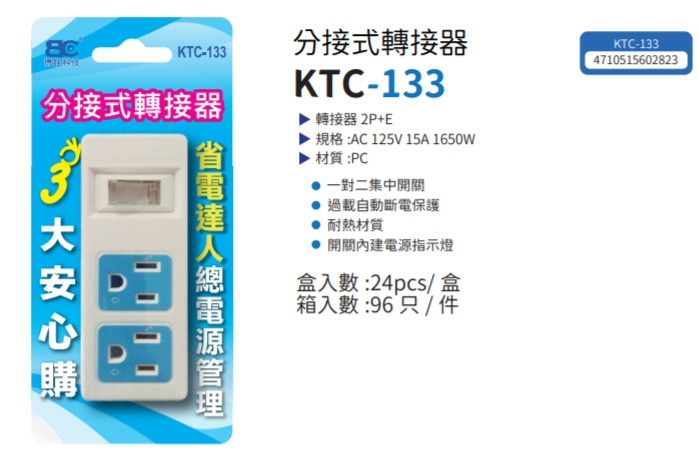 KTC-133
分接式轉接器
省電達人總電源管理
3大安心購
分接式轉接器
KTC-133
▶ 轉接器 2P+E
▶ 規格 :AC 125V 15A 1650W
▶ 材質 :PC
● 一對二集中開關
● 過載自動斷電保護
● 耐熱材質
● 開關內建電源指示燈
盒入數 :24pcs/ 盒
箱入數 :96 只 / 件
KTC-133
4710515602823